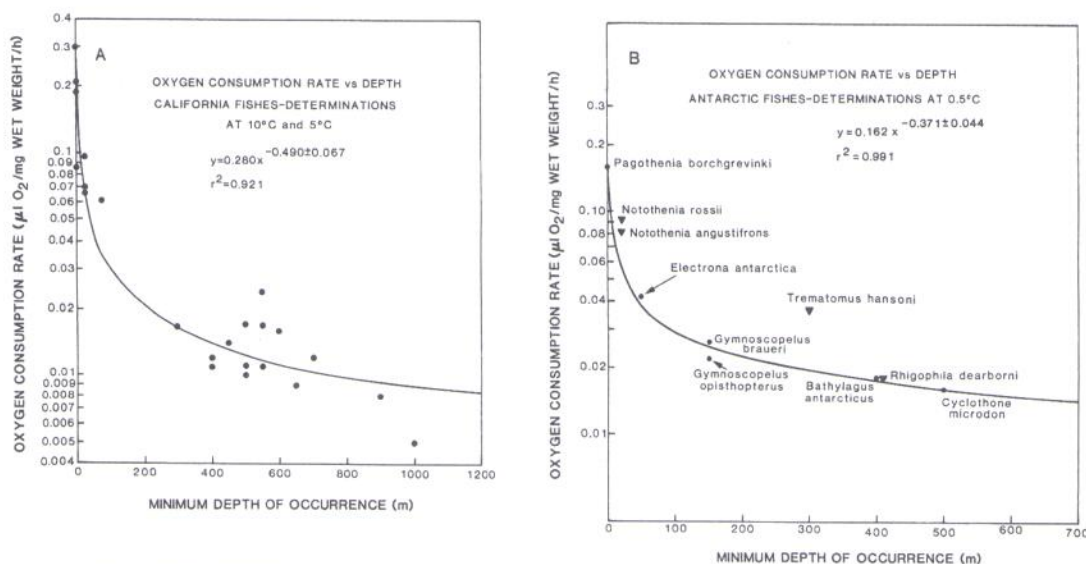 A
OXYGEN CONSUMPTION RATE vs DEPTH
CALIFORNIA FISHES-DETERMINATIONS
AT 10°C and 5°C
y=0.280x^-0.490±0.067
r²=0.921
OXYGEN CONSUMPTION RATE (µl O₂/mg WET WEIGHT/h)
0.4
0.3
0.2
0.1
0.09
0.08
0.07
0.06
0.04
0.03
0.02
0.01
0.009
0.008
0.007
0.006
0.005
0.004
0 200 400 600 800 1000 1200
MINIMUM DEPTH OF OCCURRENCE (m)
B
OXYGEN CONSUMPTION RATE vs DEPTH
ANTARCTIC FISHES-DETERMINATIONS AT 0.5°C
y=0.162 x^-0.371±0.044
r²=0.991
OXYGEN CONSUMPTION RATE (µl O₂/mg WET WEIGHT/h)
0.3
0.2
0.10
0.08
0.04
0.02
0.01
Pagothenia borchgrevinki
Notothenia rossii
Notothenia angustifrons
Electrona antarctica
Trematomus hansoni
Gymnoscopelus
braueri
Gymnoscopelus
opisthopterus
Bathylagus
antarcticus
Rhigophila dearborni
Cyclothone
microdon
0 100 200 300 400 500 600 700
MINIMUM DEPTH OF OCCURRENCE (m)